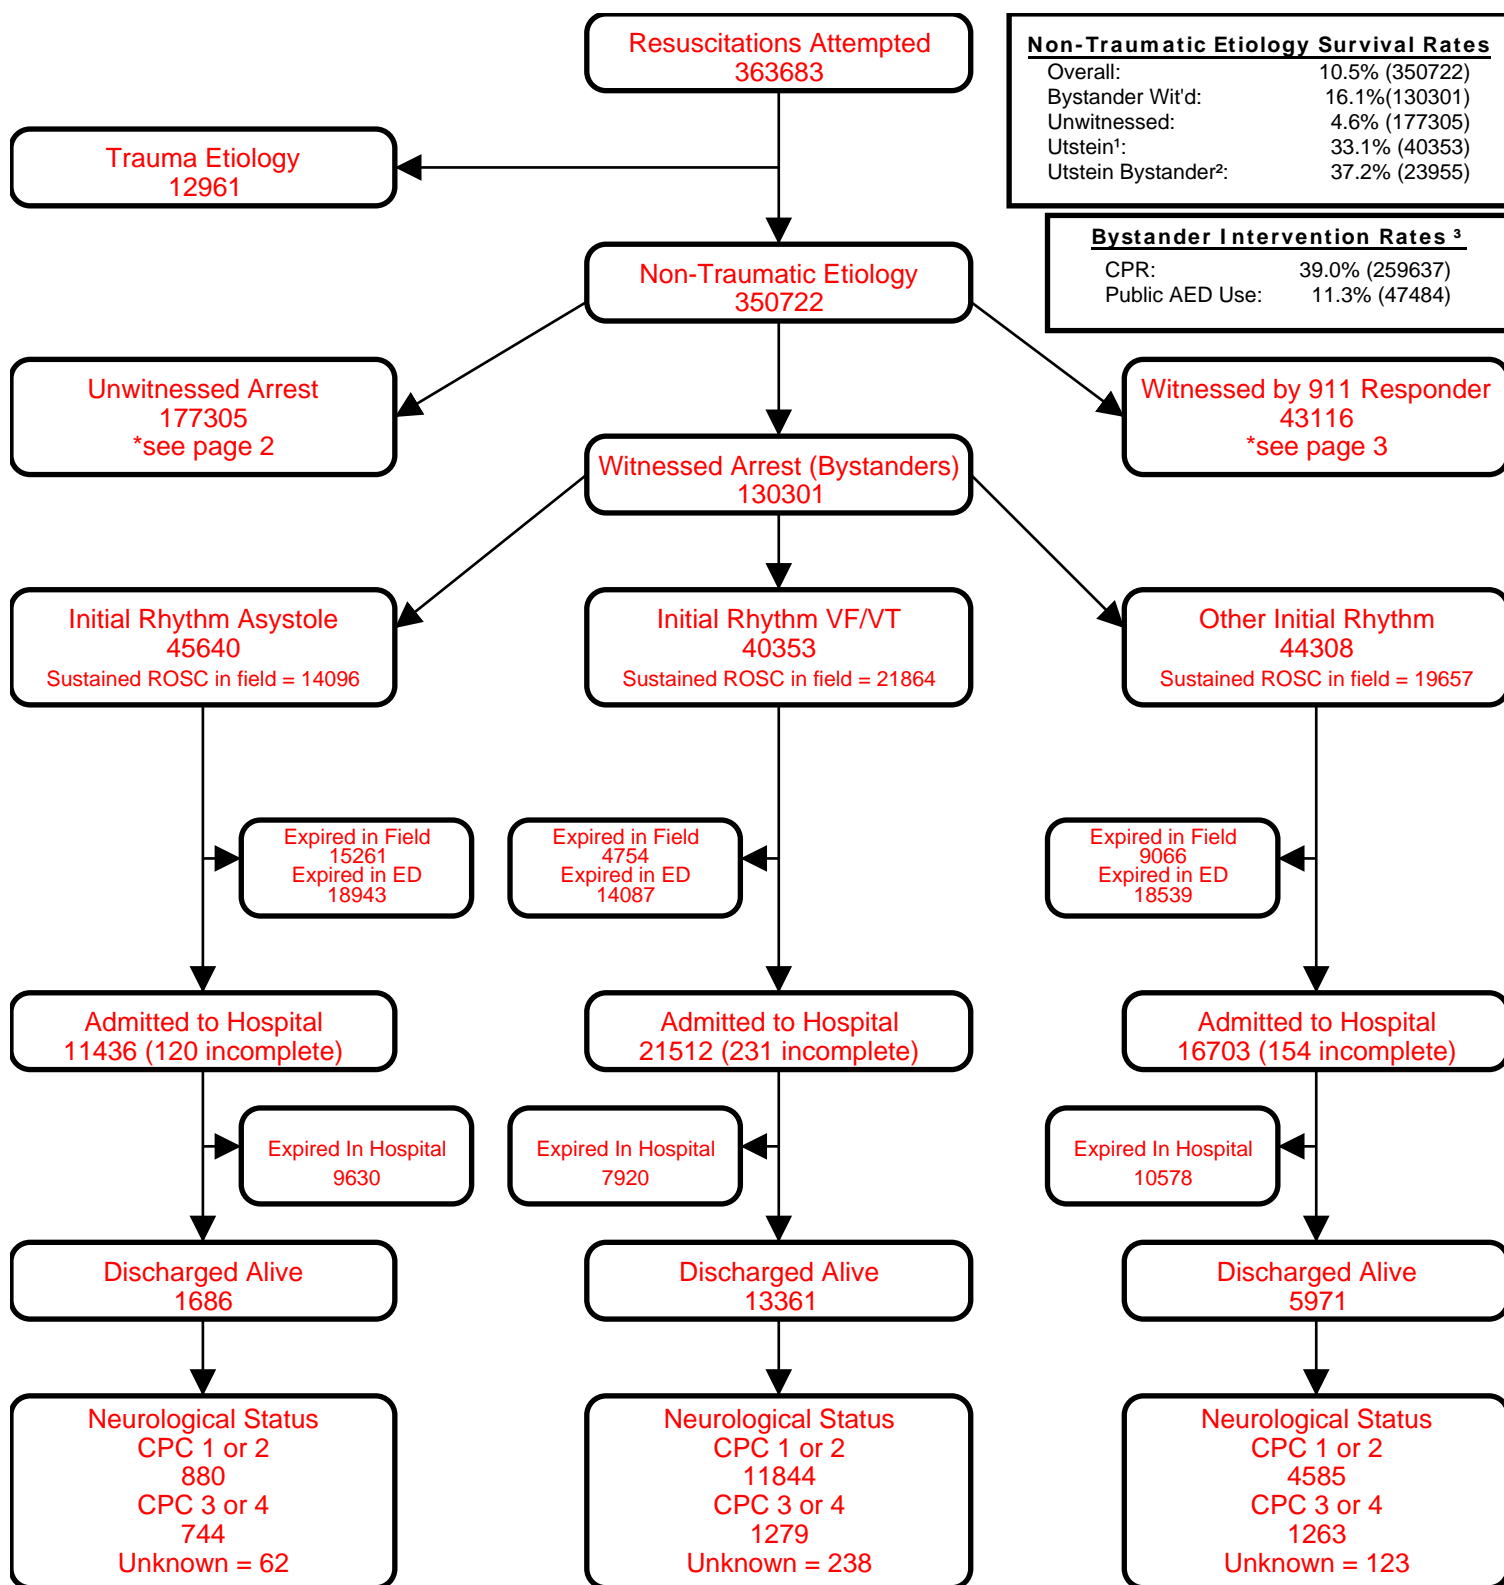 Resuscitations Attempted
363683
Non-Traumatic Etiology Survival Rates
Overall: 10.5% (350722)
Bystander Wit'd: 16.1%(130301)
Unwitnessed: 4.6% (177305)
Utstein¹: 33.1% (40353)
Utstein Bystander²: 37.2% (23955)
Trauma Etiology
12961
Bystander Intervention Rates ³
CPR: 39.0% (259637)
Public AED Use: 11.3% (47484)
Non-Traumatic Etiology
350722
Unwitnessed Arrest
177305
*see page 2
Witnessed by 911 Responder
43116
*see page 3
Witnessed Arrest (Bystanders)
130301
Initial Rhythm Asystole
45640
Sustained ROSC in field = 14096
Initial Rhythm VF/VT
40353
Sustained ROSC in field = 21864
Other Initial Rhythm
44308
Sustained ROSC in field = 19657
Expired in Field
15261
Expired in ED
18943
Expired in Field
4754
Expired in ED
14087
Expired in Field
9066
Expired in ED
18539
Admitted to Hospital
11436 (120 incomplete)
Admitted to Hospital
21512 (231 incomplete)
Admitted to Hospital
16703 (154 incomplete)
Expired In Hospital
9630
Expired In Hospital
7920
Expired In Hospital
10578
Discharged Alive
1686
Discharged Alive
13361
Discharged Alive
5971
Neurological Status
CPC 1 or 2
880
CPC 3 or 4
744
Unknown = 62
Neurological Status
CPC 1 or 2
11844
CPC 3 or 4
1279
Unknown = 238
Neurological Status
CPC 1 or 2
4585
CPC 3 or 4
1263
Unknown = 123